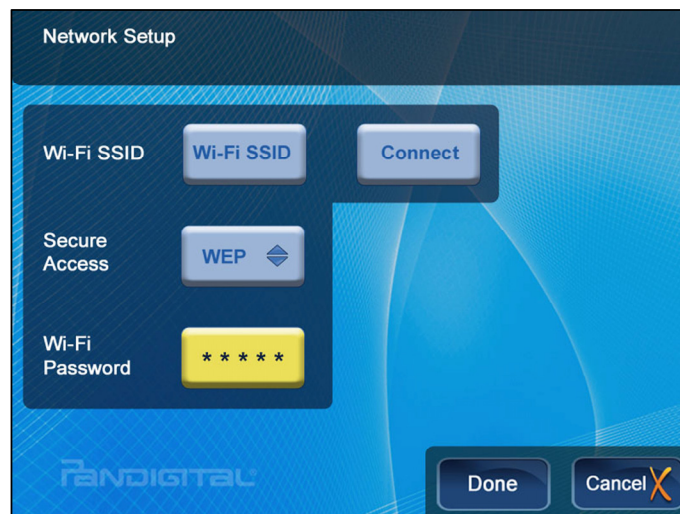 Network Setup
Wi-Fi SSID
Wi-Fi SSID
Connect
Secure
Access
WEP
Wi-Fi
Password
* * * * *
PANDIGITAL
Done
Cancel